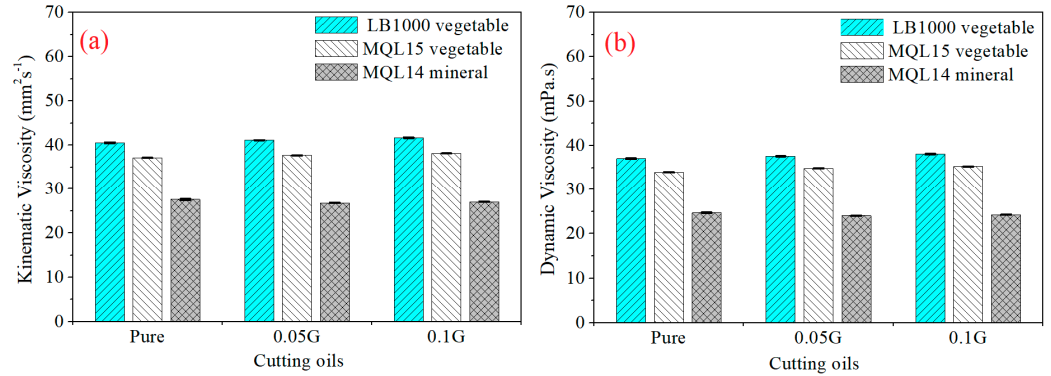 (a)
LB1000 vegetable
MQL15 vegetable
MQL14 mineral
Kinematic Viscosity (mm²s⁻¹)
70
60
50
40
30
20
10
0
Pure
0.05G
0.1G
Cutting oils
(b)
LB1000 vegetable
MQL15 vegetable
MQL14 mineral
Dynamic Viscosity (mPa.s)
70
60
50
40
30
20
10
0
Pure
0.05G
0.1G
Cutting oils